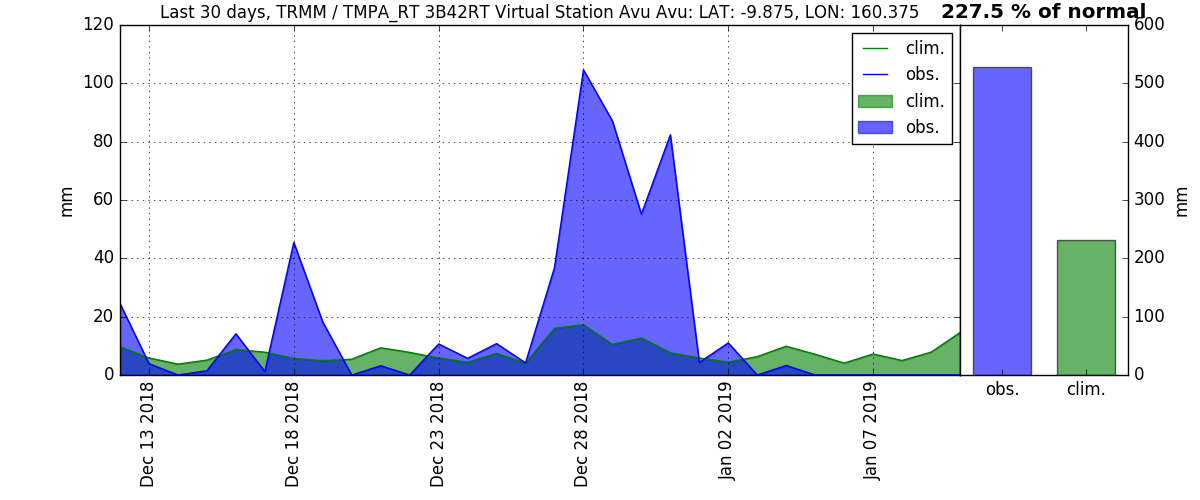 Last 30 days, TRMM / TMPA_RT 3B42RT Virtual Station Avu Avu: LAT: -9.875, LON: 160.375
227.5 % of normal
120
100
80
60
40
20
0
mm
clim.
obs.
clim.
obs.
Dec 13 2018
Dec 18 2018
Dec 23 2018
Dec 28 2018
Jan 02 2019
Jan 07 2019
600
500
400
300
200
100
0
mm
obs.
clim.